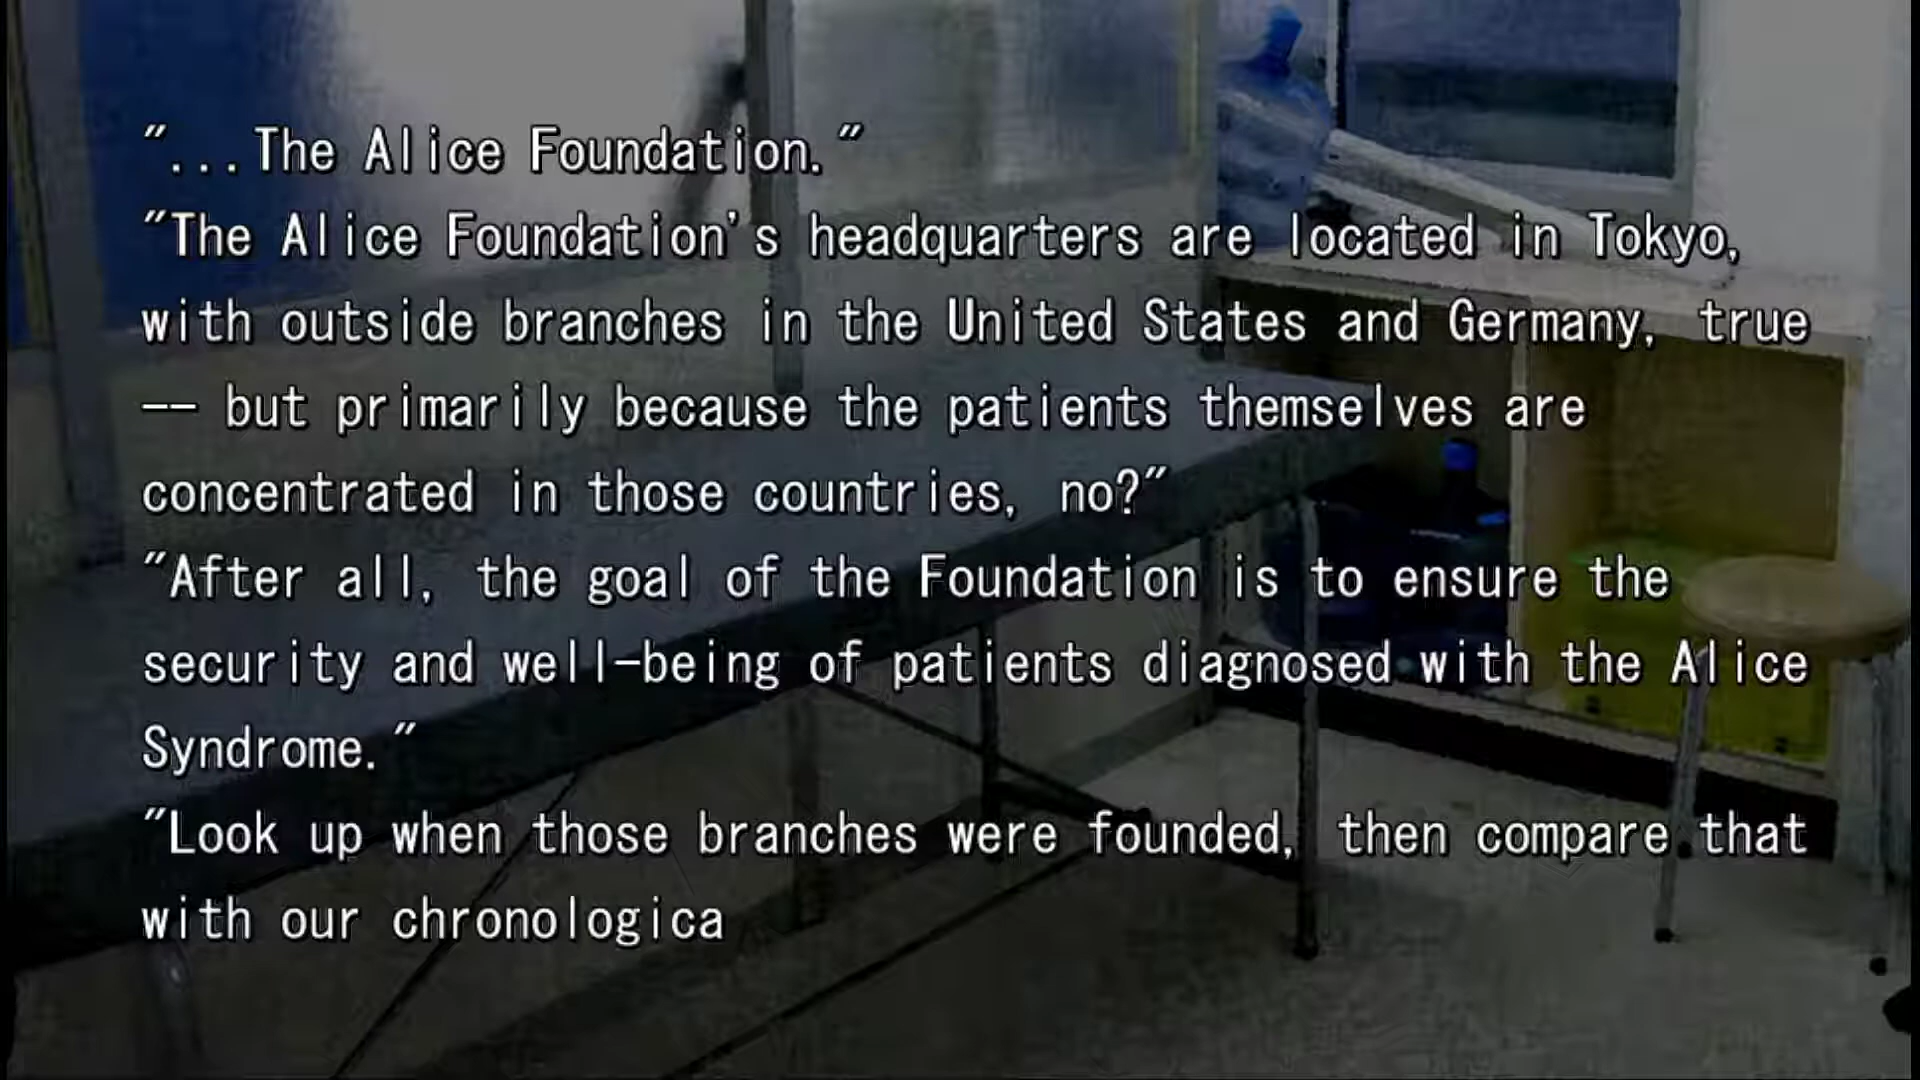 "...The Alice Foundation."
"The Alice Foundation's headquarters are located in Tokyo,
with outside branches in the United States and Germany, true
-- but primarily because the patients themselves are
concentrated in those countries, no?"
"After all, the goal of the Foundation is to ensure the
security and well-being of patients diagnosed with the Alice
Syndrome."
"Look up when those branches were founded, then compare that
with our chronologica